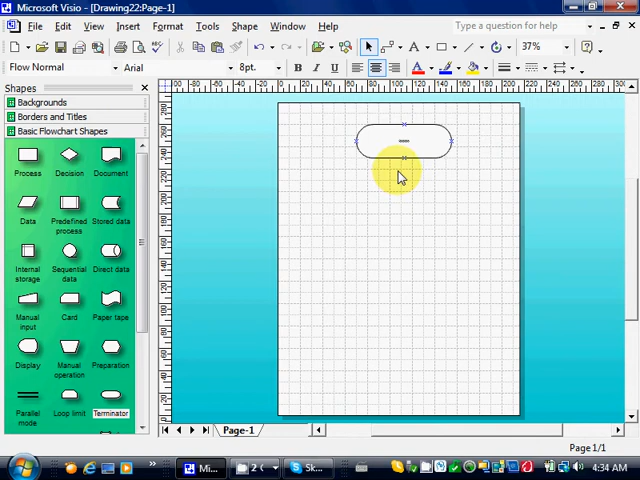 Microsoft Visio - [Drawing22:Page-1]
File Edit View Insert Format Tools Shape Window Help
Type a question for help
37%
Flow Normal Arial 8pt.
Shapes
Backgrounds
Borders and Titles
Basic Flowchart Shapes
Process Decision Document
Data Predefined process Stored data
Internal storage Sequential data Direct data
Manual input Card Paper tape
Display Manual operation Preparation
Parallel mode Loop limit Terminator
Page-1
Page 1/1
Mi...
2 (
Sk...
4:34 AM